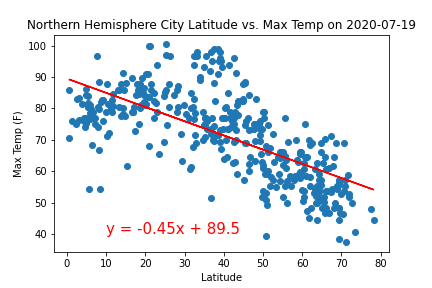 Northern Hemisphere City Latitude vs. Max Temp on 2020-07-19
Max Temp (F)
100
90
80
70
60
50
40
y = -0.45x + 89.5
0 10 20 30 40 50 60 70 80
Latitude